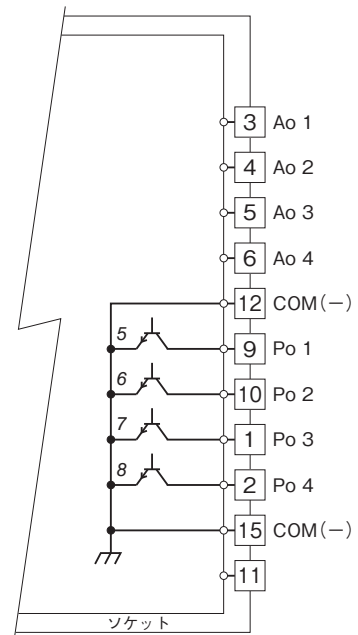 3 Ao 1
4 Ao 2
5 Ao 3
6 Ao 4
12 COM(−)
5 9 Po 1
6 10 Po 2
7 1 Po 3
8 2 Po 4
15 COM(−)
11
ソケット